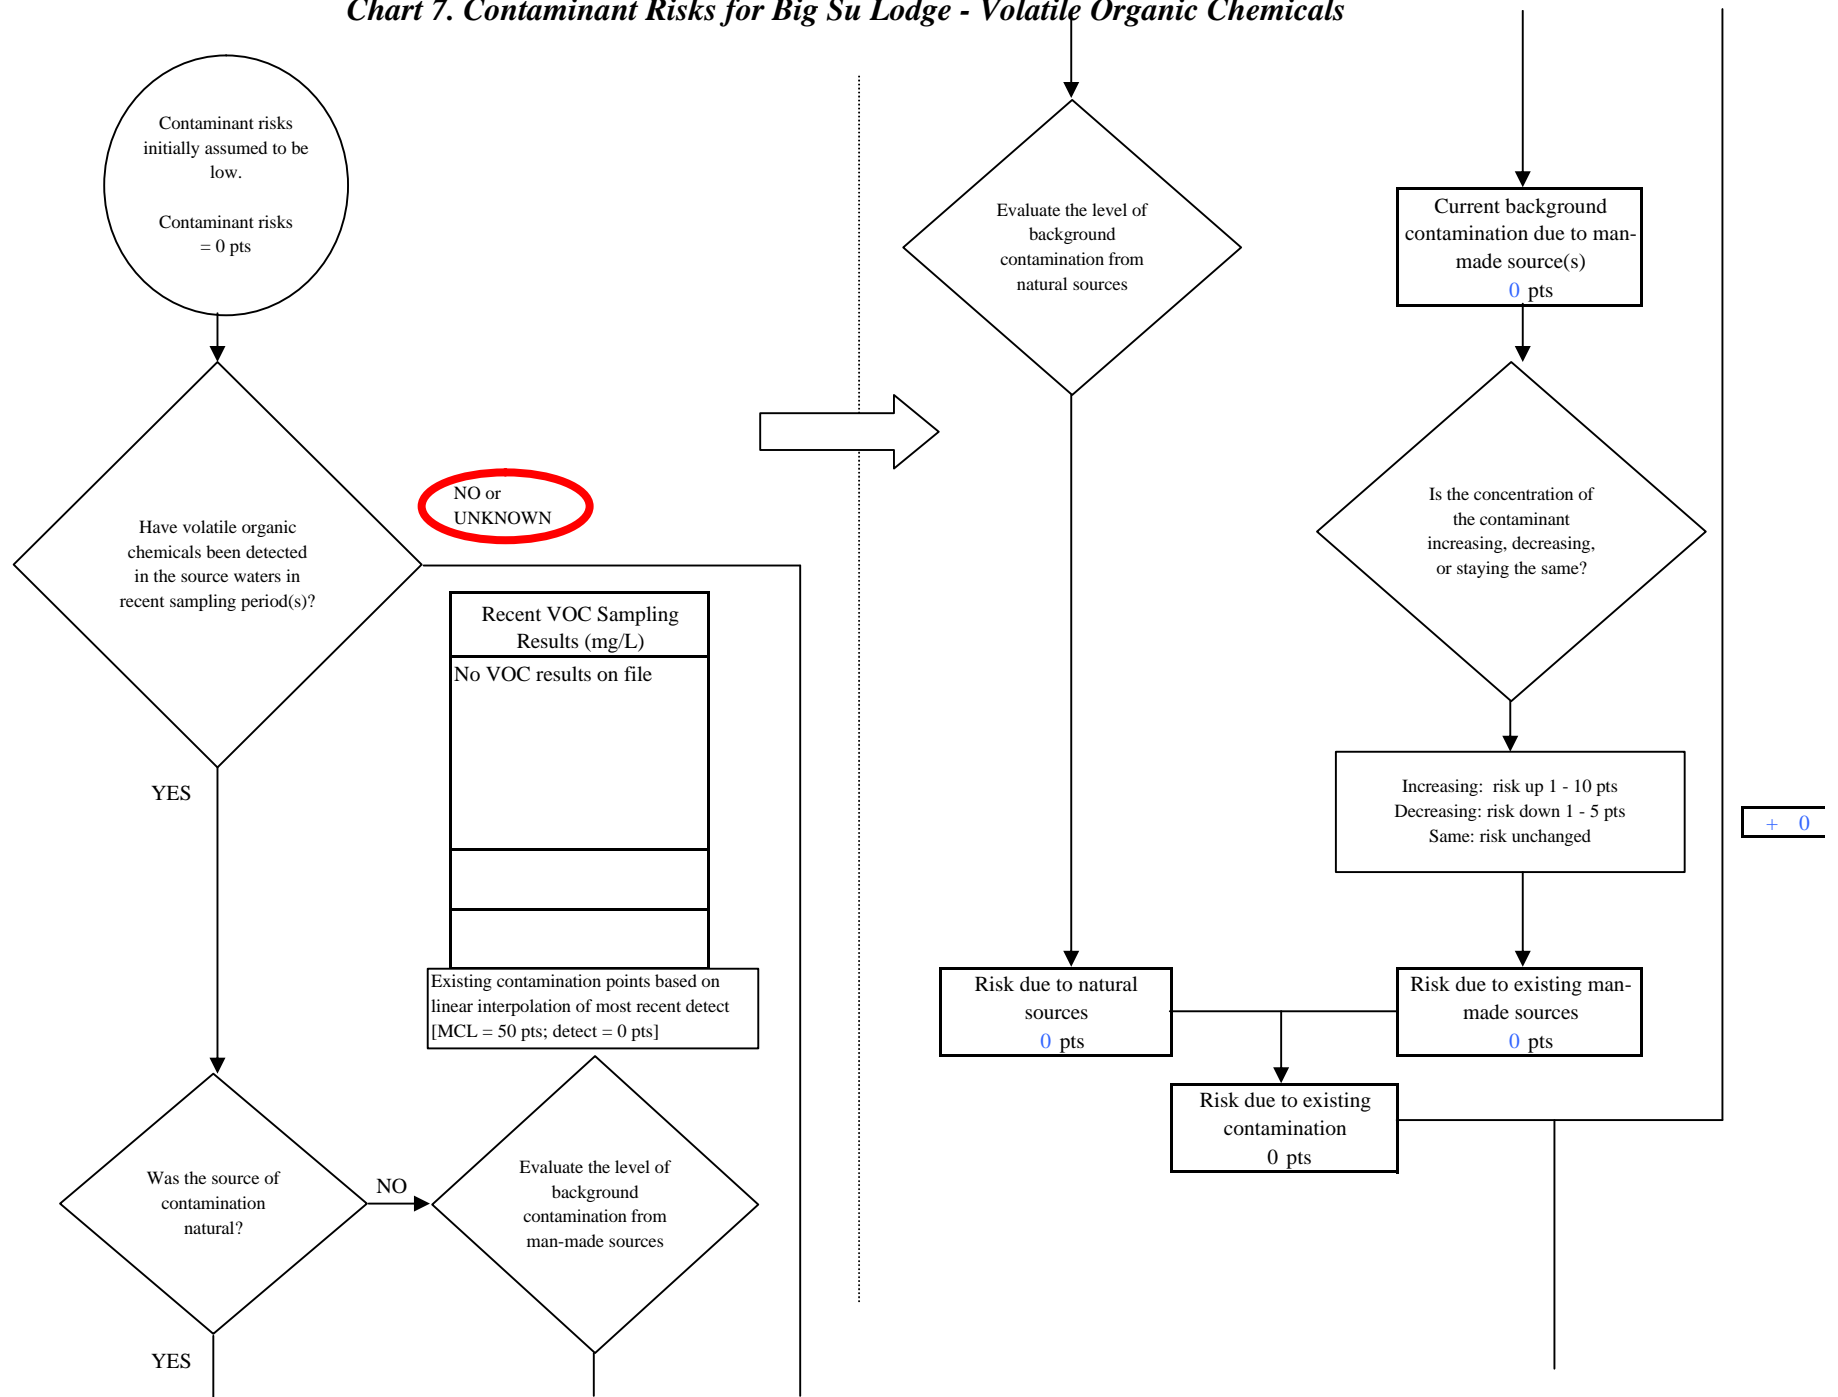 Chart 7. Contaminant Risks for Big Su Lodge - Volatile Organic Chemicals
Contaminant risks
initially assumed to be
low.
Contaminant risks
= 0 pts
Have volatile organic
chemicals been detected
in the source waters in
recent sampling period(s)?
NO or
UNKNOWN
YES
Recent VOC Sampling
Results (mg/L)
No VOC results on file
Existing contamination points based on
linear interpolation of most recent detect
[MCL = 50 pts; detect = 0 pts]
Was the source of
contamination
natural?
NO
YES
Evaluate the level of
background
contamination from
man-made sources
Evaluate the level of
background
contamination from
natural sources
Current background
contamination due to man-
made source(s)
0 pts
Is the concentration of
the contaminant
increasing, decreasing,
or staying the same?
Increasing: risk up 1 - 10 pts
Decreasing: risk down 1 - 5 pts
Same: risk unchanged
+ 0
Risk due to natural
sources
0 pts
Risk due to existing man-
made sources
0 pts
Risk due to existing
contamination
0 pts